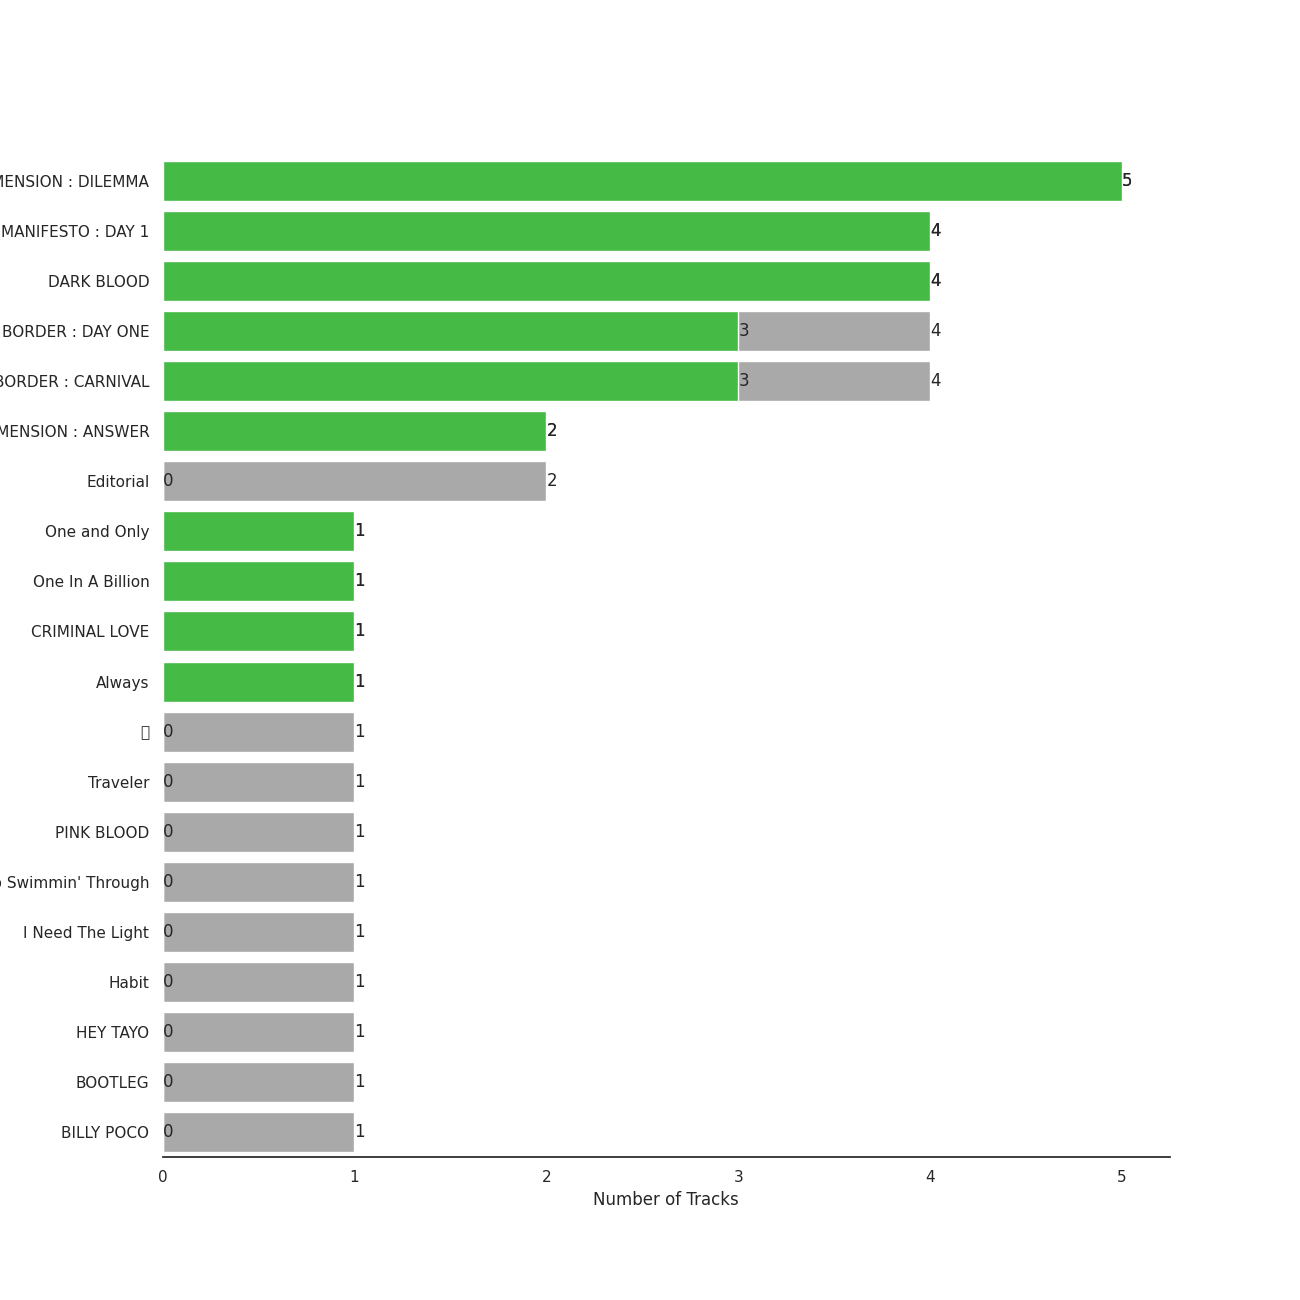 MENSION : DILEMMA 5
MANIFESTO : DAY 1 4
DARK BLOOD 4
BORDER : DAY ONE 3 4
BORDER : CARNIVAL 3 4
MENSION : ANSWER 2
Editorial 0 2
One and Only 1
One In A Billion 1
CRIMINAL LOVE 1
Always 1
0 1
Traveler 0 1
PINK BLOOD 0 1
Swimmin' Through 0 1
I Need The Light 0 1
Habit 0 1
HEY TAYO 0 1
BOOTLEG 0 1
BILLY POCO 0 1
0 1 2 3 4 5
Number of Tracks